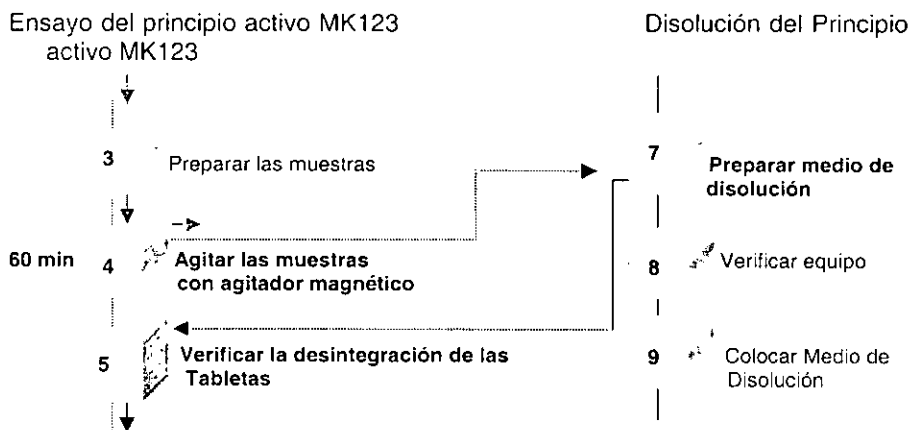 Ensayo del principio activo MK123
activo MK123
3 Preparar las muestras
60 min 4 Agitar las muestras
con agitador magnético
5 Verificar la desintegración de las
Tabletas
Disolución del Principio
7 Preparar medio de
disolución
8 Verificar equipo
9 Colocar Medio de
Disolución